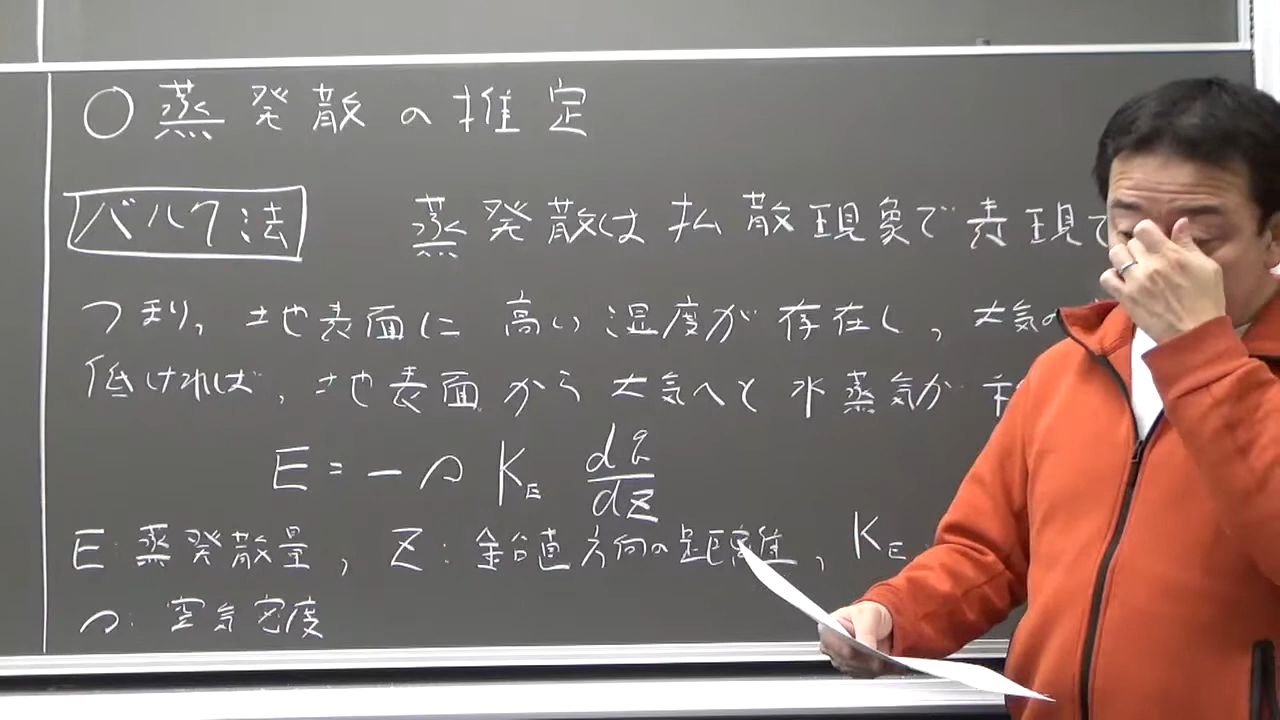 ○蒸発散の推定
バルク法 蒸発散は払散現象で表現で
つまり、地表面に高い湿度が存在し、大気の
低ければ、地表面から大気へと水蒸気が
E = -ρ K_E dq/dz
E:蒸発散量, Z:鉛直方向の距離, K_E
ρ:空気密度